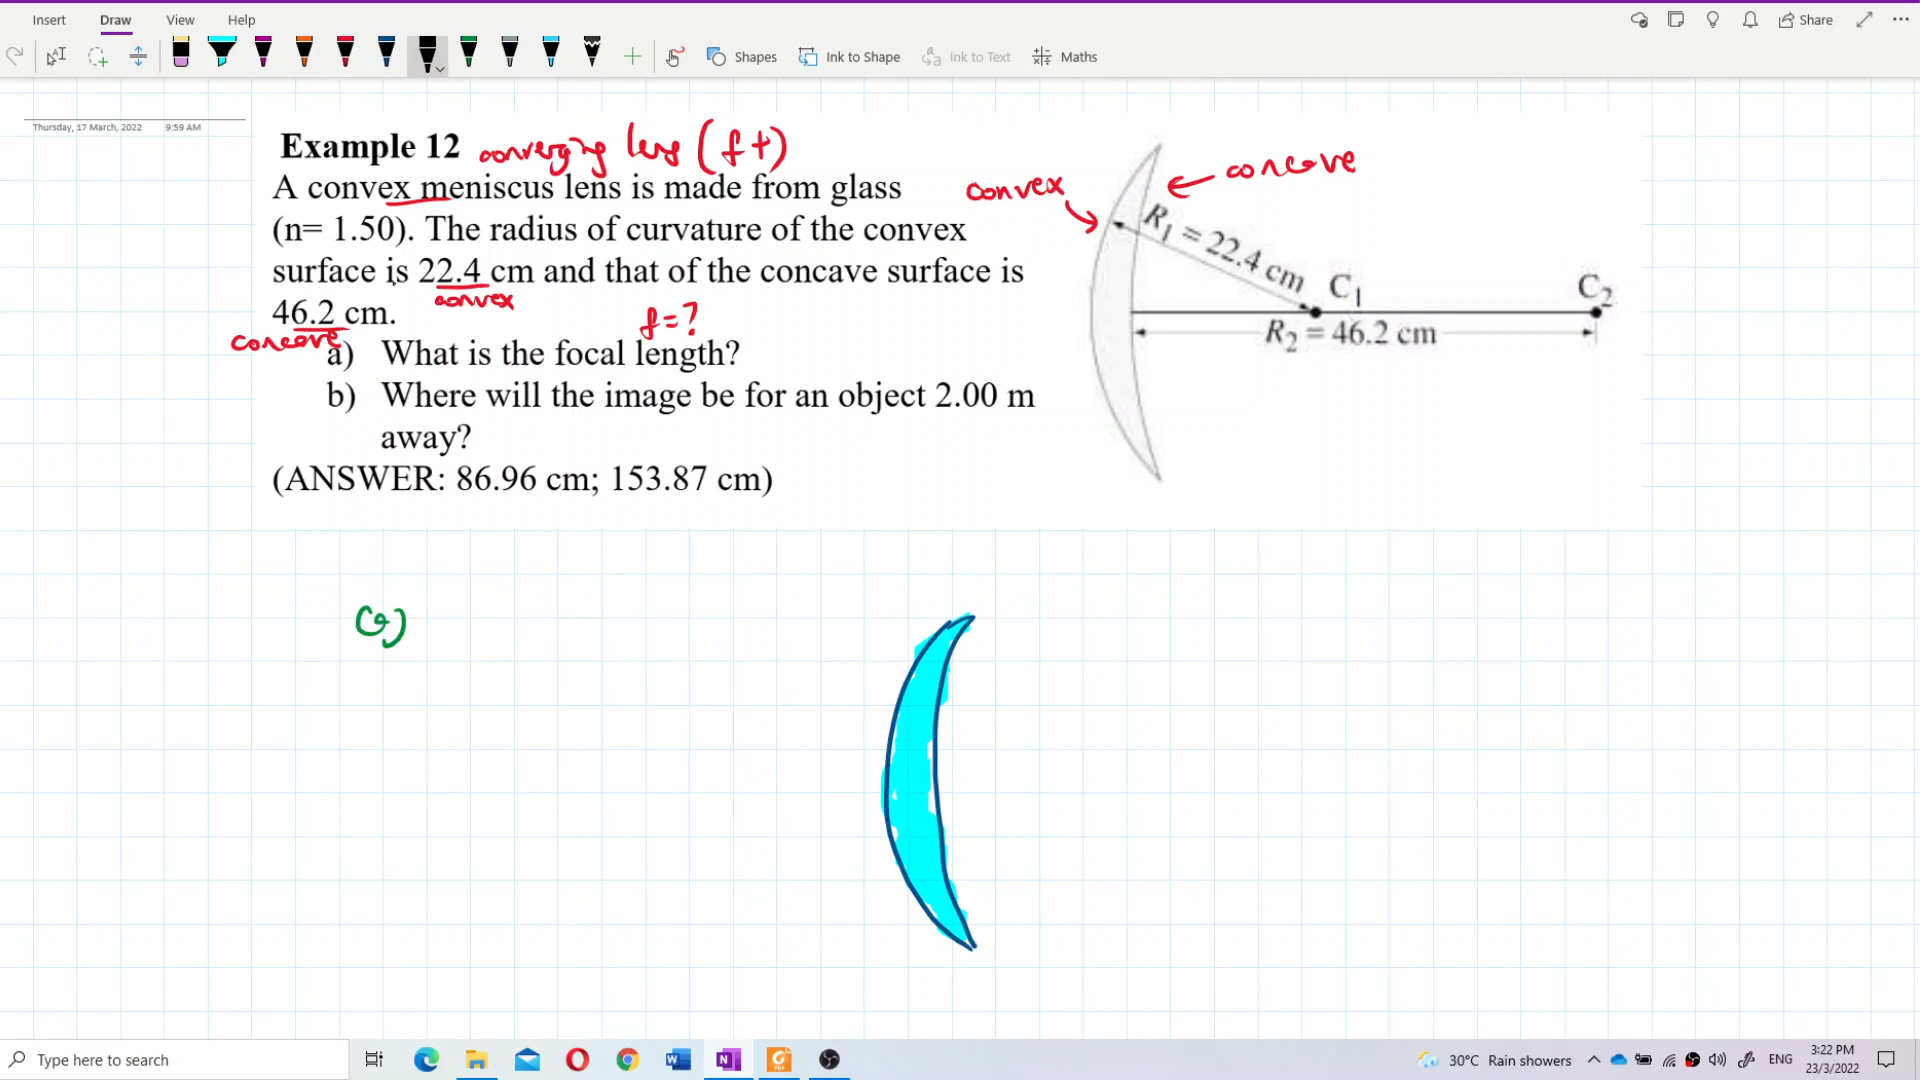 Insert Draw View Help
Share
Shapes Ink to Shape Ink to Text Maths
Thursday, 17 March, 2022 9:59 AM
Example 12 converging lens (f +)
A convex meniscus lens is made from glass
(n= 1.50). The radius of curvature of the convex
surface is 22.4 cm and that of the concave surface is
convex
46.2 cm.
concave
f = ?
a) What is the focal length?
b) Where will the image be for an object 2.00 m
away?
(ANSWER: 86.96 cm; 153.87 cm)
convex
concave
R1 = 22.4 cm
C1
C2
R2 = 46.2 cm
(a)
Type here to search
30°C Rain showers
ENG
3:22 PM
23/3/2022